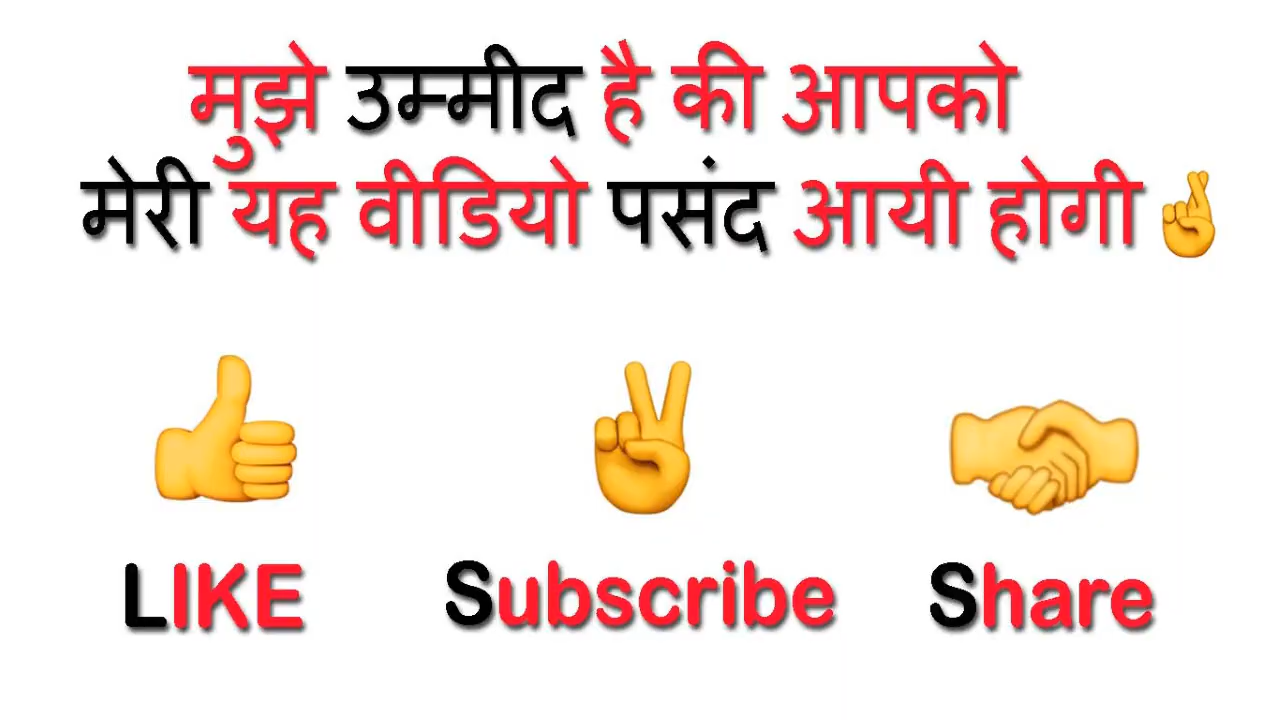 मुझे उम्मीद है की आपको
मेरी यह वीडियो पसंद आयी होगी🤞
LIKE Subscribe Share